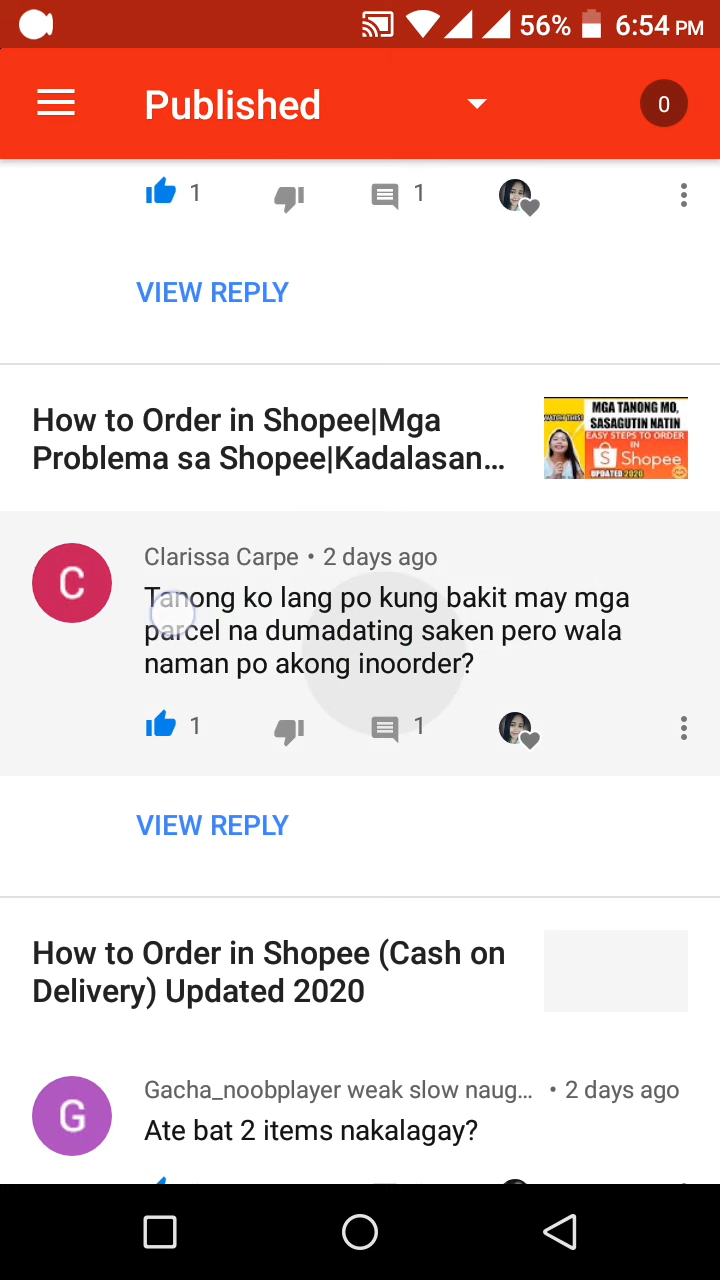 56% 6:54 PM
Published 0
1 1
VIEW REPLY
How to Order in Shopee|Mga
Problema sa Shopee|Kadalasan...
WATCH THIS!
MGA TANONG MO,
SASAGUTIN NATIN
EASY STEPS TO ORDER
IN
Shopee
UPDATED 2020
C
Clarissa Carpe • 2 days ago
Tanong ko lang po kung bakit may mga
parcel na dumadating saken pero wala
naman po akong inoorder?
1 1
VIEW REPLY
How to Order in Shopee (Cash on
Delivery) Updated 2020
G
Gacha_noobplayer weak slow naug... • 2 days ago
Ate bat 2 items nakalagay?